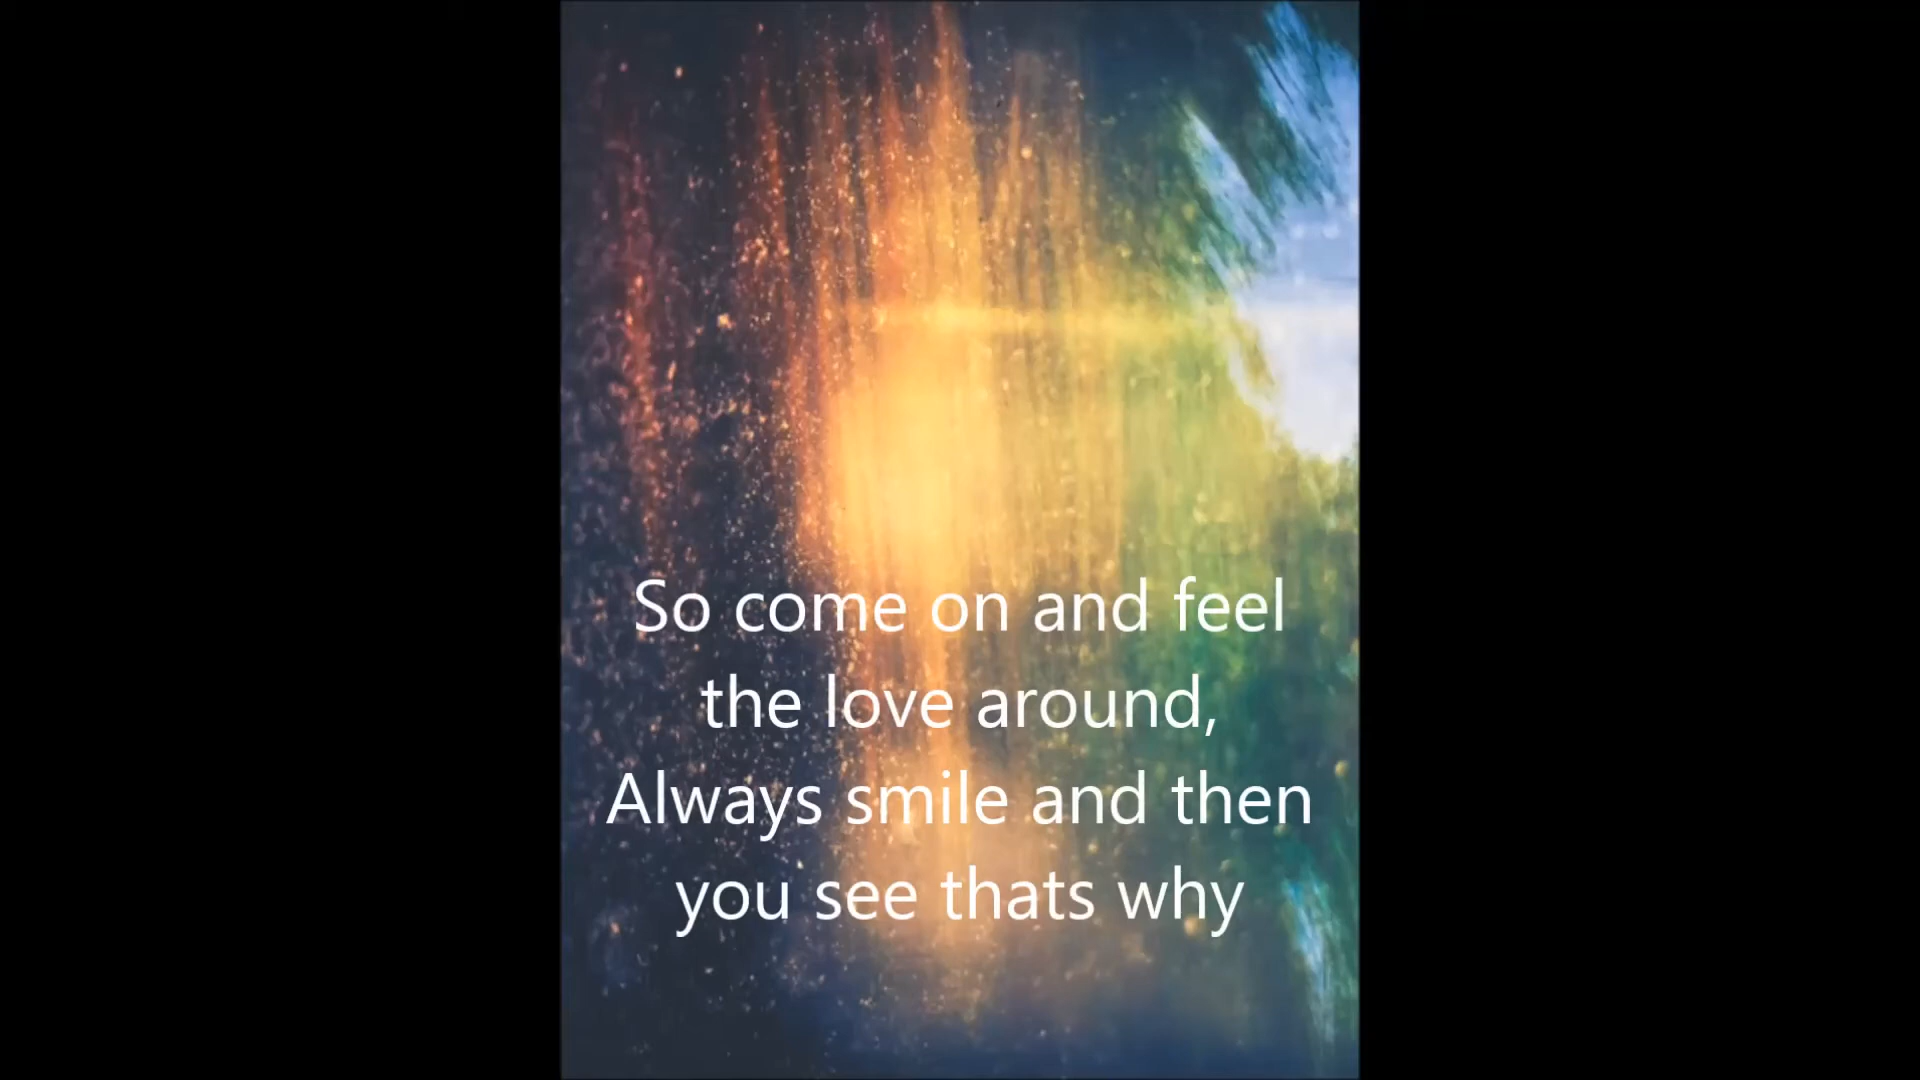 So come on and feel
the love around,
Always smile and then
you see thats why